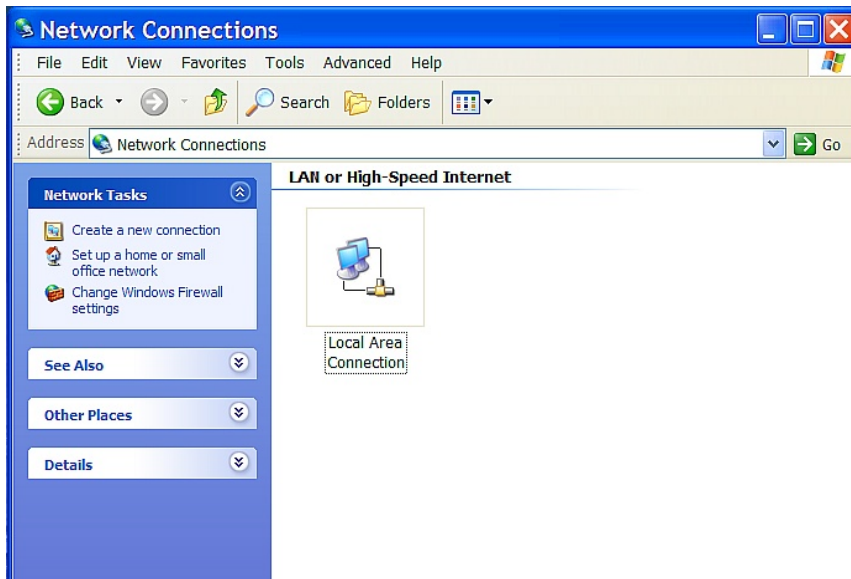 Network Connections
File Edit View Favorites Tools Advanced Help
Back Search Folders
Address Network Connections Go
Network Tasks
Create a new connection
Set up a home or small
office network
Change Windows Firewall
settings
See Also
Other Places
Details
LAN or High-Speed Internet
Local Area
Connection